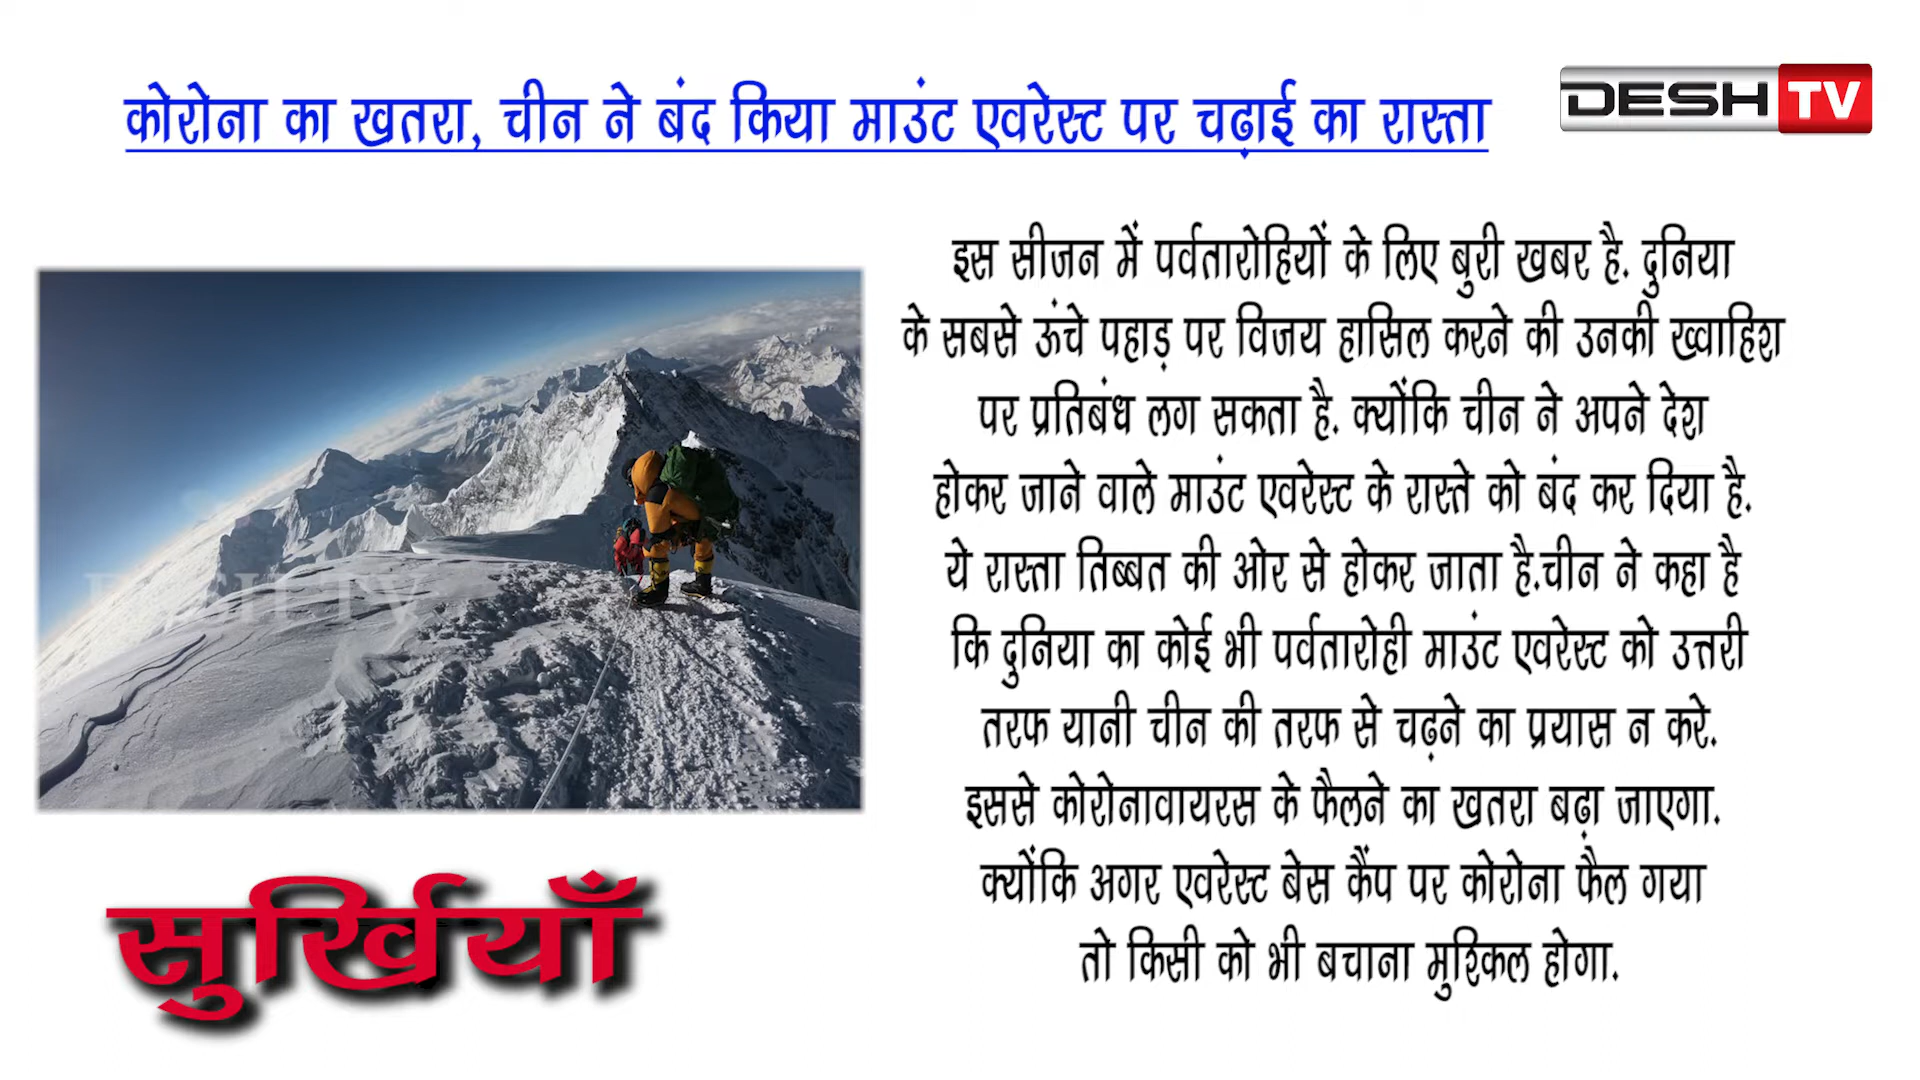 कोरोना का खतरा, चीन ने बंद किया माउंट एवरेस्ट पर चढ़ाई का रास्ता
DESH TV
इस सीजन में पर्वतारोहियों के लिए बुरी खबर है. दुनिया
के सबसे ऊंचे पहाड़ पर विजय हासिल करने की उनकी ख्वाहिश
पर प्रतिबंध लग सकता है. क्योंकि चीन ने अपने देश
होकर जाने वाले माउंट एवरेस्ट के रास्ते को बंद कर दिया है.
ये रास्ता तिब्बत की ओर से होकर जाता है.चीन ने कहा है
कि दुनिया का कोई भी पर्वतारोही माउंट एवरेस्ट को उत्तरी
तरफ यानी चीन की तरफ से चढ़ने का प्रयास न करे.
इससे कोरोनावायरस के फैलने का खतरा बढ़ा जाएगा.
क्योंकि अगर एवरेस्ट बेस कैंप पर कोरोना फैल गया
तो किसी को भी बचाना मुश्किल होगा.
DESH TV
सुर्खियाँ